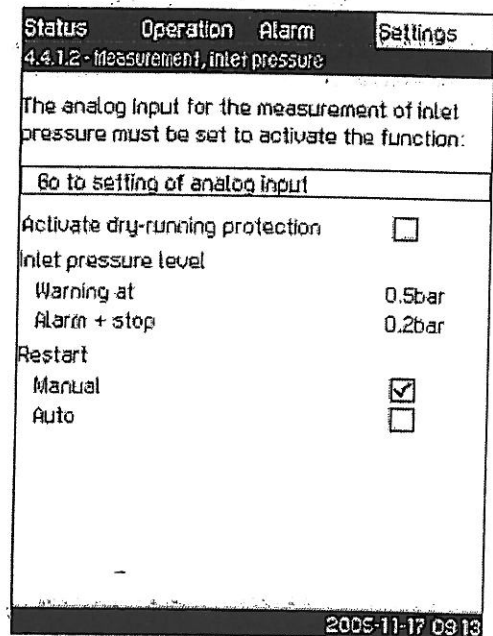 Status Operation Alarm Settings
4.4.1.2 - Measurement, inlet pressure
The analog input for the measurement of inlet
pressure must be set to activate the function:
Go to setting of analog input
Activate dry-running protection
Inlet pressure level
Warning at 0.5bar
Alarm + stop 0.2bar
Restart
Manual
Auto
2005-11-17 09:13